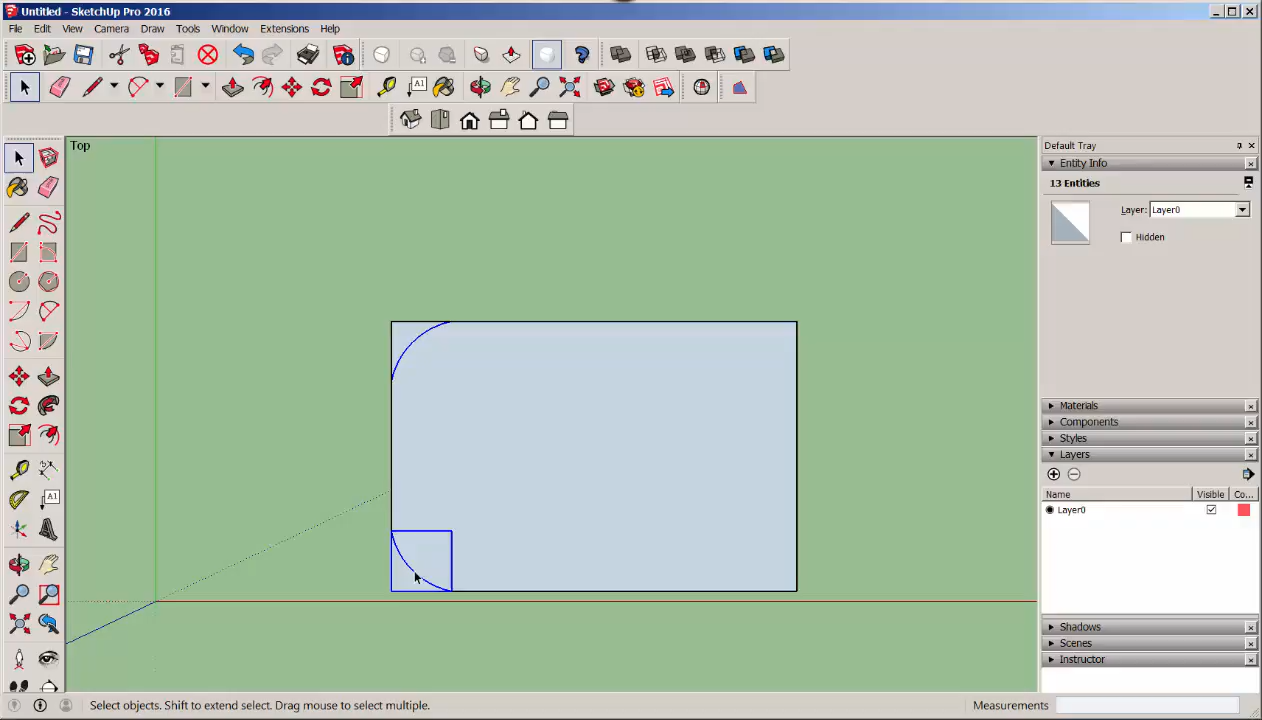 Untitled - SketchUp Pro 2016
File Edit View Camera Draw Tools Window Extensions Help
A1
Top
Default Tray
Entity Info
13 Entities
Layer: Layer0
Hidden
Materials
Components
Styles
Layers
Name Visible Co...
Layer0
A1
Shadows
Scenes
Instructor
Select objects. Shift to extend select. Drag mouse to select multiple.
Measurements